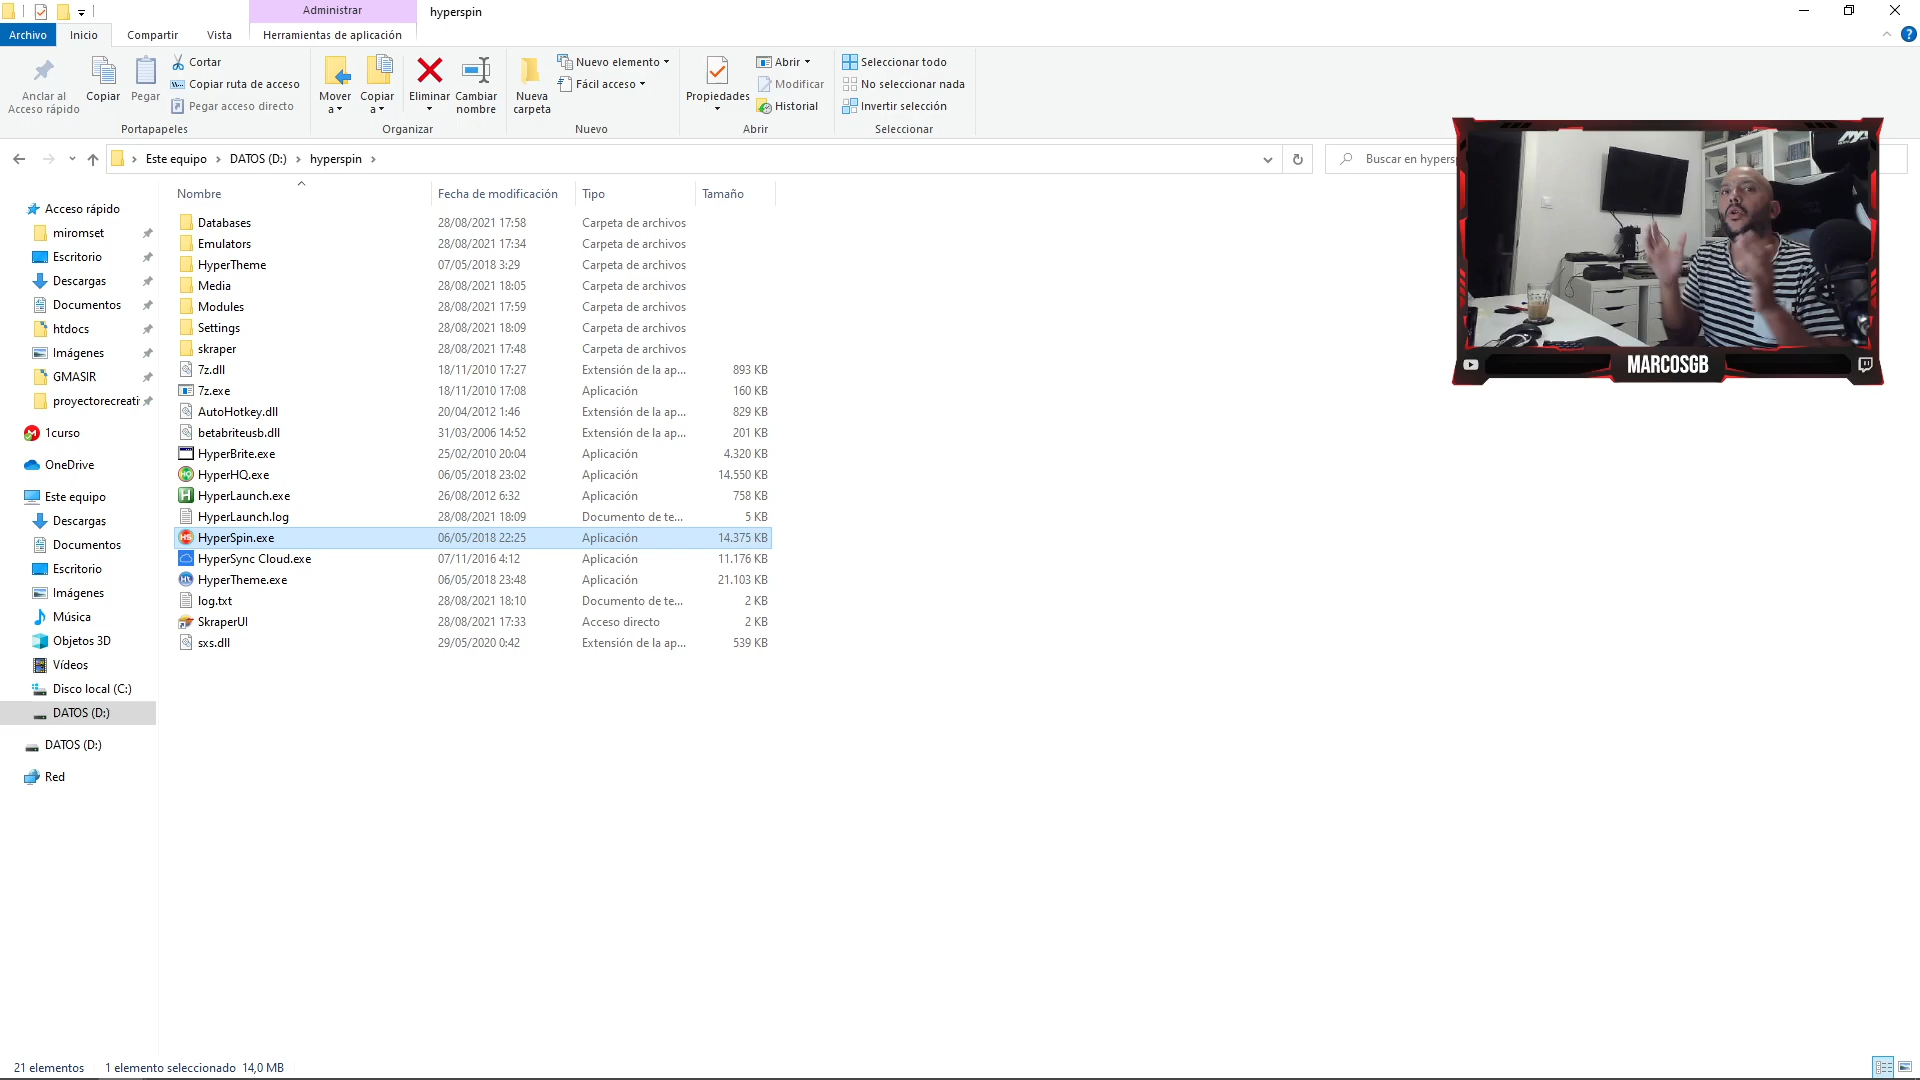 Administrar
hyperspin
Archivo
Inicio
Compartir
Vista
Herramientas de aplicación
Anclar al
Acceso rápido
Copiar
Pegar
Cortar
Copiar ruta de acceso
Pegar acceso directo
Portapapeles
Mover
a
Copiar
a
Eliminar
Cambiar
nombre
Organizar
Nueva
carpeta
Nuevo elemento
Fácil acceso
Nuevo
Propiedades
Abrir
Modificar
Historial
Abrir
Seleccionar todo
No seleccionar nada
Invertir selección
Seleccionar
Este equipo > DATOS (D:) > hyperspin >
Buscar en hypersp
Nombre Fecha de modificación Tipo Tamaño
Databases 28/08/2021 17:58 Carpeta de archivos
Emulators 28/08/2021 17:34 Carpeta de archivos
HyperTheme 07/05/2018 3:29 Carpeta de archivos
Media 28/08/2021 18:05 Carpeta de archivos
Modules 28/08/2021 17:59 Carpeta de archivos
Settings 28/08/2021 18:09 Carpeta de archivos
skraper 28/08/2021 17:48 Carpeta de archivos
7z.dll 18/11/2010 17:27 Extensión de la ap... 893 KB
7z.exe 18/11/2010 17:08 Aplicación 160 KB
AutoHotkey.dll 20/04/2012 1:46 Extensión de la ap... 829 KB
betabriteusb.dll 31/03/2006 14:52 Extensión de la ap... 201 KB
HyperBrite.exe 25/02/2010 20:04 Aplicación 4.320 KB
HyperHQ.exe 06/05/2018 23:02 Aplicación 14.550 KB
HyperLaunch.exe 26/08/2012 6:32 Aplicación 758 KB
HyperLaunch.log 28/08/2021 18:09 Documento de te... 5 KB
HyperSpin.exe 06/05/2018 22:25 Aplicación 14.375 KB
HyperSync Cloud.exe 07/11/2016 4:12 Aplicación 11.176 KB
HyperTheme.exe 06/05/2018 23:48 Aplicación 21.103 KB
log.txt 28/08/2021 18:10 Documento de te... 2 KB
SkraperUI 28/08/2021 17:33 Acceso directo 2 KB
sxs.dll 29/05/2020 0:42 Extensión de la ap... 539 KB
Acceso rápido
miromset
Escritorio
Descargas
Documentos
htdocs
Imágenes
GMASIR
proyectorecreati
1curso
OneDrive
Este equipo
Descargas
Documentos
Escritorio
Imágenes
Música
Objetos 3D
Vídeos
Disco local (C:)
DATOS (D:)
DATOS (D:)
Red
MARCOSGB
21 elementos
1 elemento seleccionado 14,0 MB